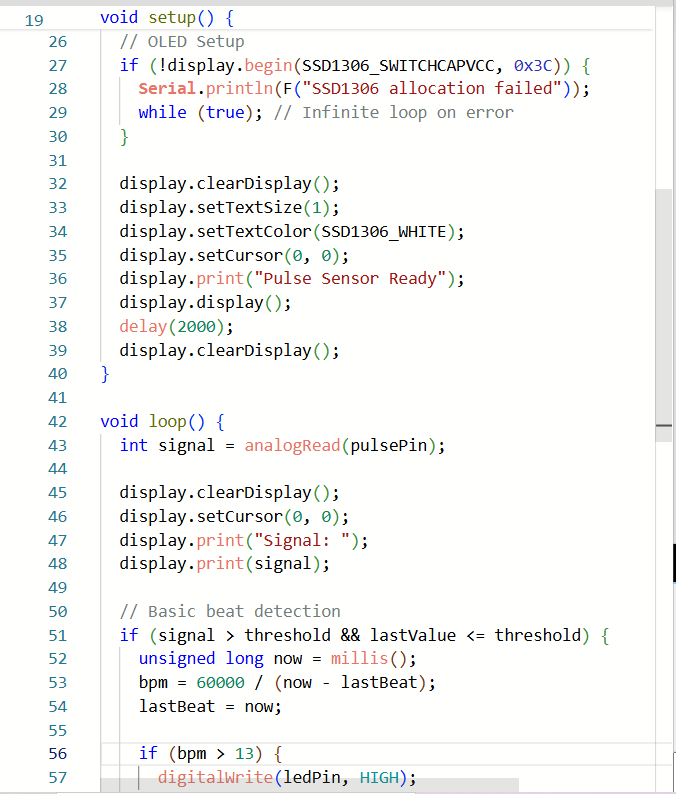 19 void setup() {
26   // OLED Setup
27   if (!display.begin(SSD1306_SWITCHCAPVCC, 0x3C)) {
28     Serial.println(F("SSD1306 allocation failed"));
29     while (true); // Infinite loop on error
30   }
31
32   display.clearDisplay();
33   display.setTextSize(1);
34   display.setTextColor(SSD1306_WHITE);
35   display.setCursor(0, 0);
36   display.print("Pulse Sensor Ready");
37   display.display();
38   delay(2000);
39   display.clearDisplay();
40 }
41
42 void loop() {
43   int signal = analogRead(pulsePin);
44
45   display.clearDisplay();
46   display.setCursor(0, 0);
47   display.print("Signal: ");
48   display.print(signal);
49
50   // Basic beat detection
51   if (signal > threshold && lastValue <= threshold) {
52     unsigned long now = millis();
53     bpm = 60000 / (now - lastBeat);
54     lastBeat = now;
55
56     if (bpm > 13) {
57       digitalWrite(ledPin, HIGH);